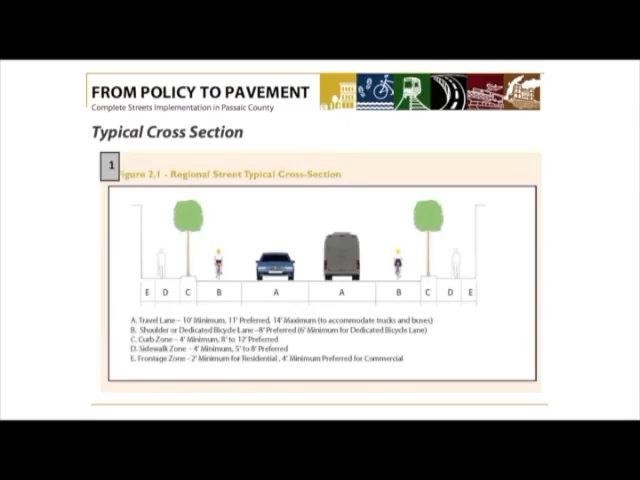 FROM POLICY TO PAVEMENT
Complete Streets Implementation in Passaic County
Typical Cross Section
1
igure 2.1 - Regional Street Typical Cross-Section
E D C B A A B C D E
A. Travel Lane – 10' Minimum, 11' Preferred, 14' Maximum (to accommodate trucks and buses)
B. Shoulder or Dedicated Bicycle Lane - 8' Preferred (6' Minimum for Dedicated Bicycle Lane)
C. Curb Zone – 4' Minimum, 8' to 12' Preferred
D. Sidewalk Zone - 4' Minimum, 5' to 8' Preferred
E. Frontage Zone - 2' Minimum for Residential , 4' Minimum Preferred for Commercial